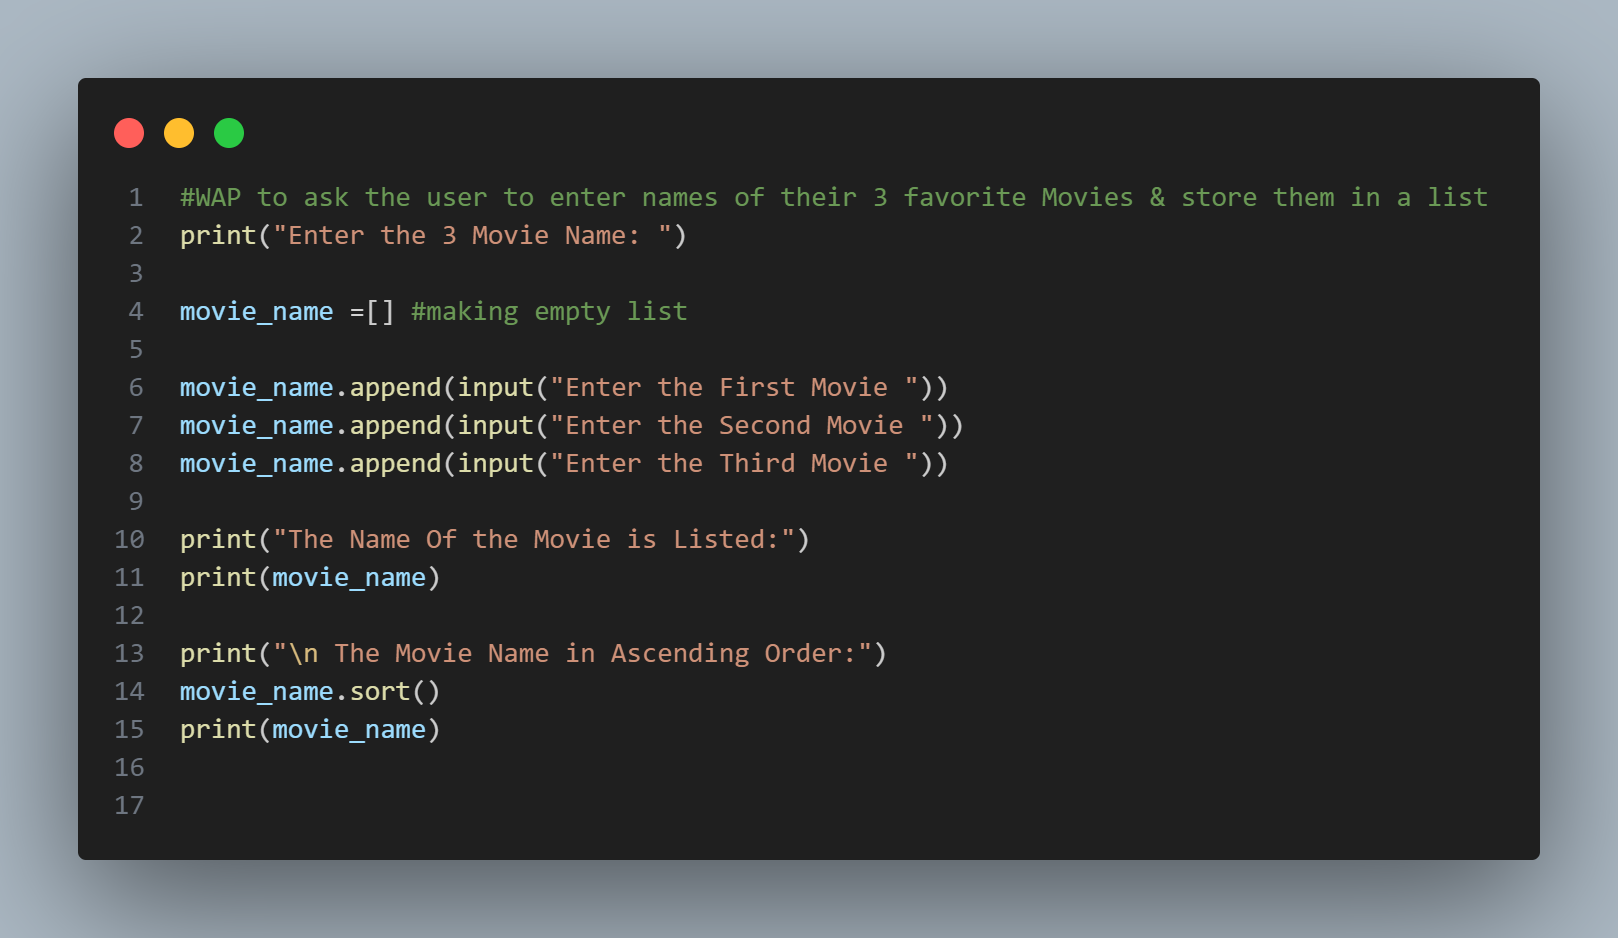 1 #WAP to ask the user to enter names of their 3 favorite Movies & store them in a list
2 print("Enter the 3 Movie Name: ")
3
4 movie_name =[] #making empty list
5
6 movie_name.append(input("Enter the First Movie "))
7 movie_name.append(input("Enter the Second Movie "))
8 movie_name.append(input("Enter the Third Movie "))
9
10 print("The Name Of the Movie is Listed:")
11 print(movie_name)
12
13 print("\n The Movie Name in Ascending Order:")
14 movie_name.sort()
15 print(movie_name)
16
17